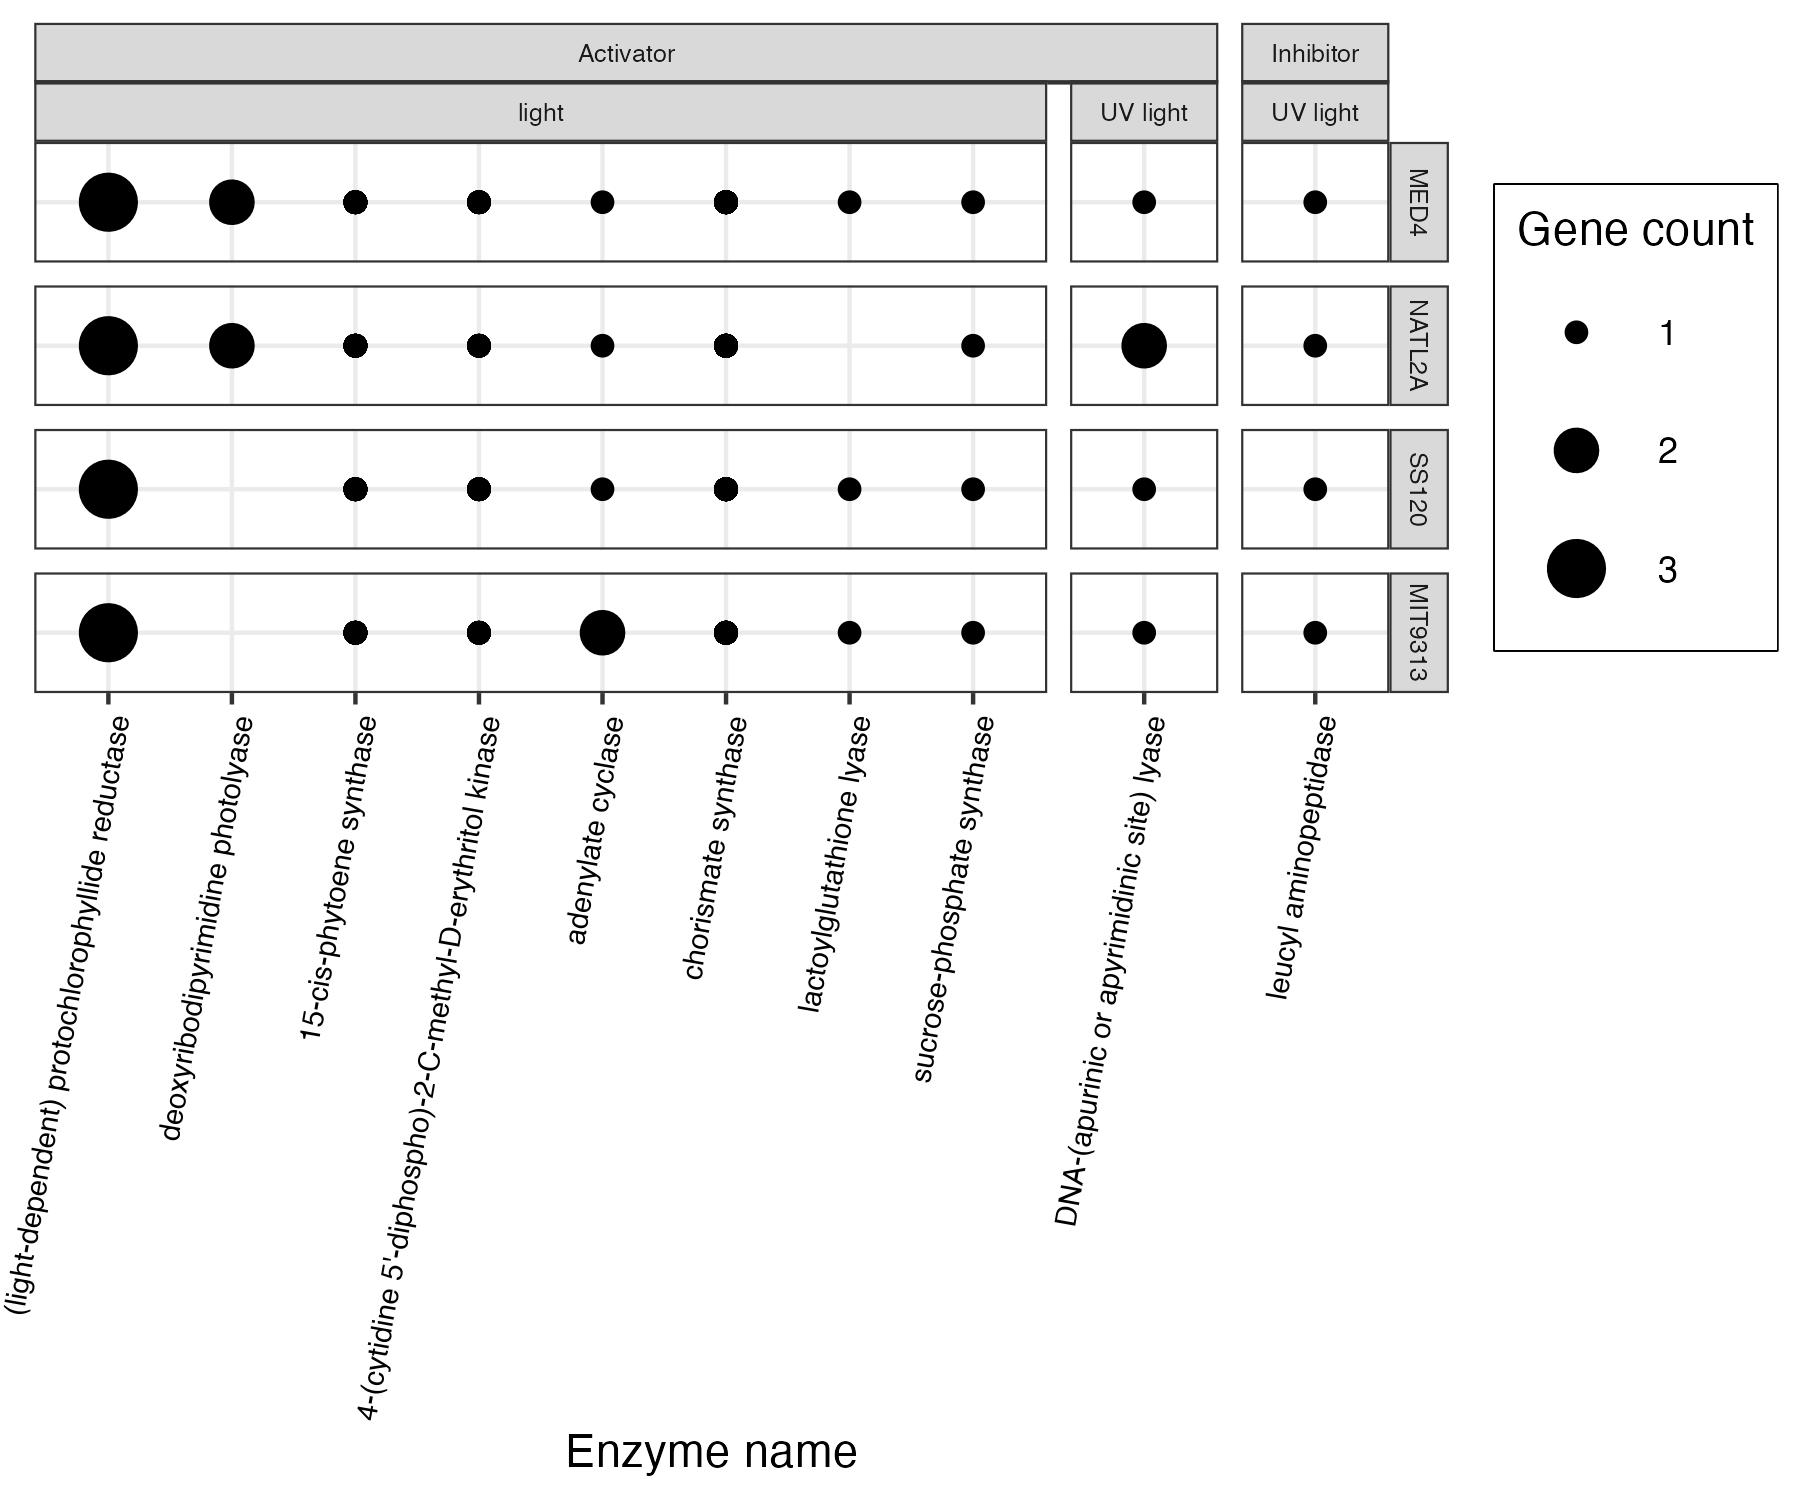 Activator
Inhibitor
light
UV light
UV light
MED4
NATL2A
SS120
MIT9313
Gene count
1
2
3
(light-dependent) protochlorophyllide reductase
deoxyribodipyrimidine photolyase
15-cis-phytoene synthase
4-(cytidine 5'-diphospho)-2-C-methyl-D-erythritol kinase
adenylate cyclase
chorismate synthase
lactoylglutathione lyase
sucrose-phosphate synthase
DNA-(apurinic or apyrimidinic site) lyase
leucyl aminopeptidase
Enzyme name